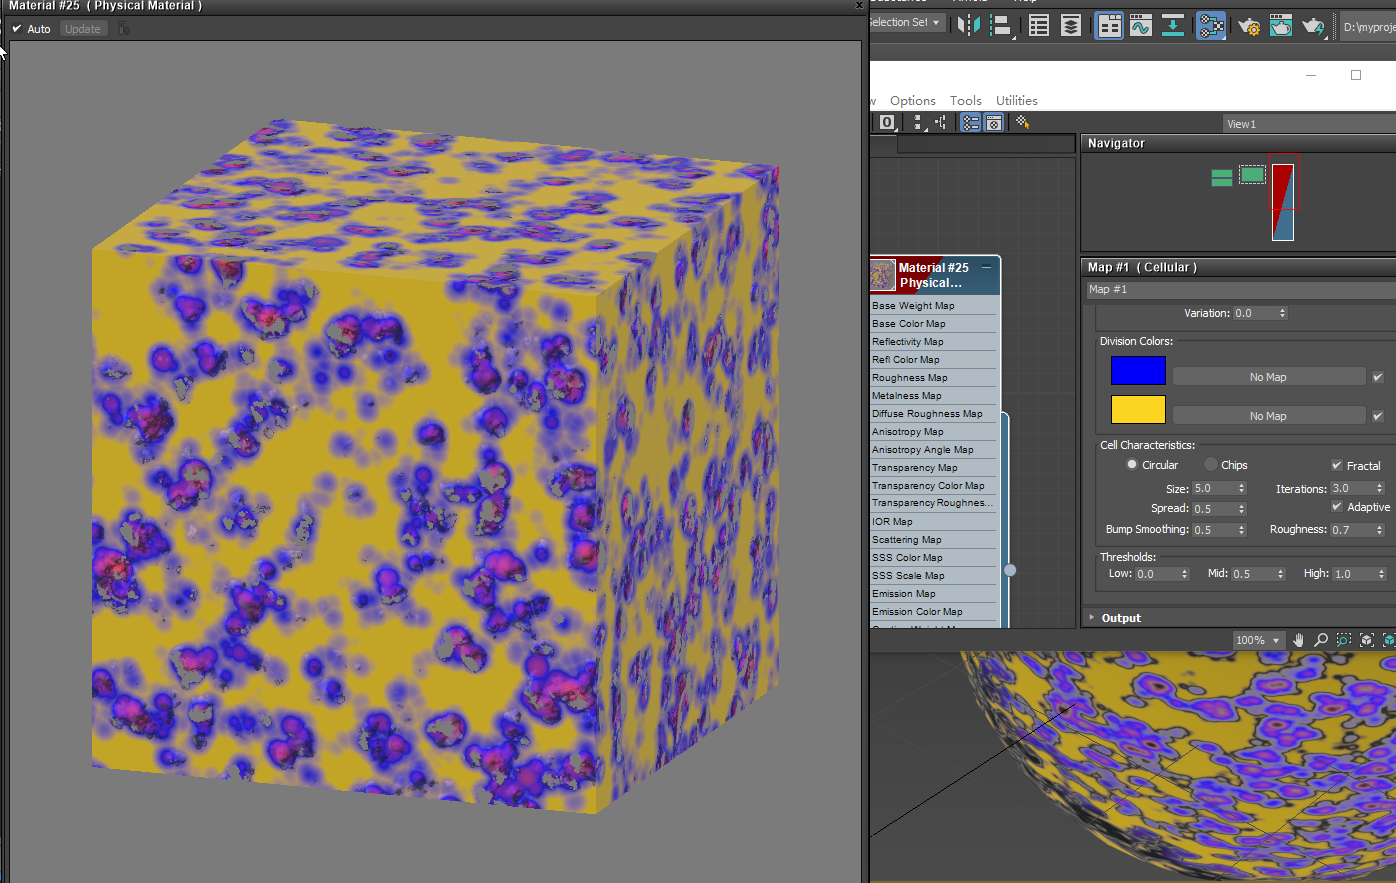 Material #25 ( Physical Material )
Auto
Update
Selection Set
D:\myproje
Options Tools Utilities
View1
Navigator
Material #25
Physical...
Base Weight Map
Base Color Map
Reflectivity Map
Refl Color Map
Roughness Map
Metalness Map
Diffuse Roughness Map
Anisotropy Map
Anisotropy Angle Map
Transparency Map
Transparency Color Map
Transparency Roughnes...
IOR Map
Scattering Map
SSS Color Map
SSS Scale Map
Emission Map
Emission Color Map
Map #1 ( Cellular )
Map #1
Variation: 0.0
Division Colors:
No Map
No Map
Cell Characteristics:
Circular Chips Fractal
Size: 5.0 Iterations: 3.0
Spread: 0.5 Adaptive
Bump Smoothing: 0.5 Roughness: 0.7
Thresholds:
Low: 0.0 Mid: 0.5 High: 1.0
Output
100%